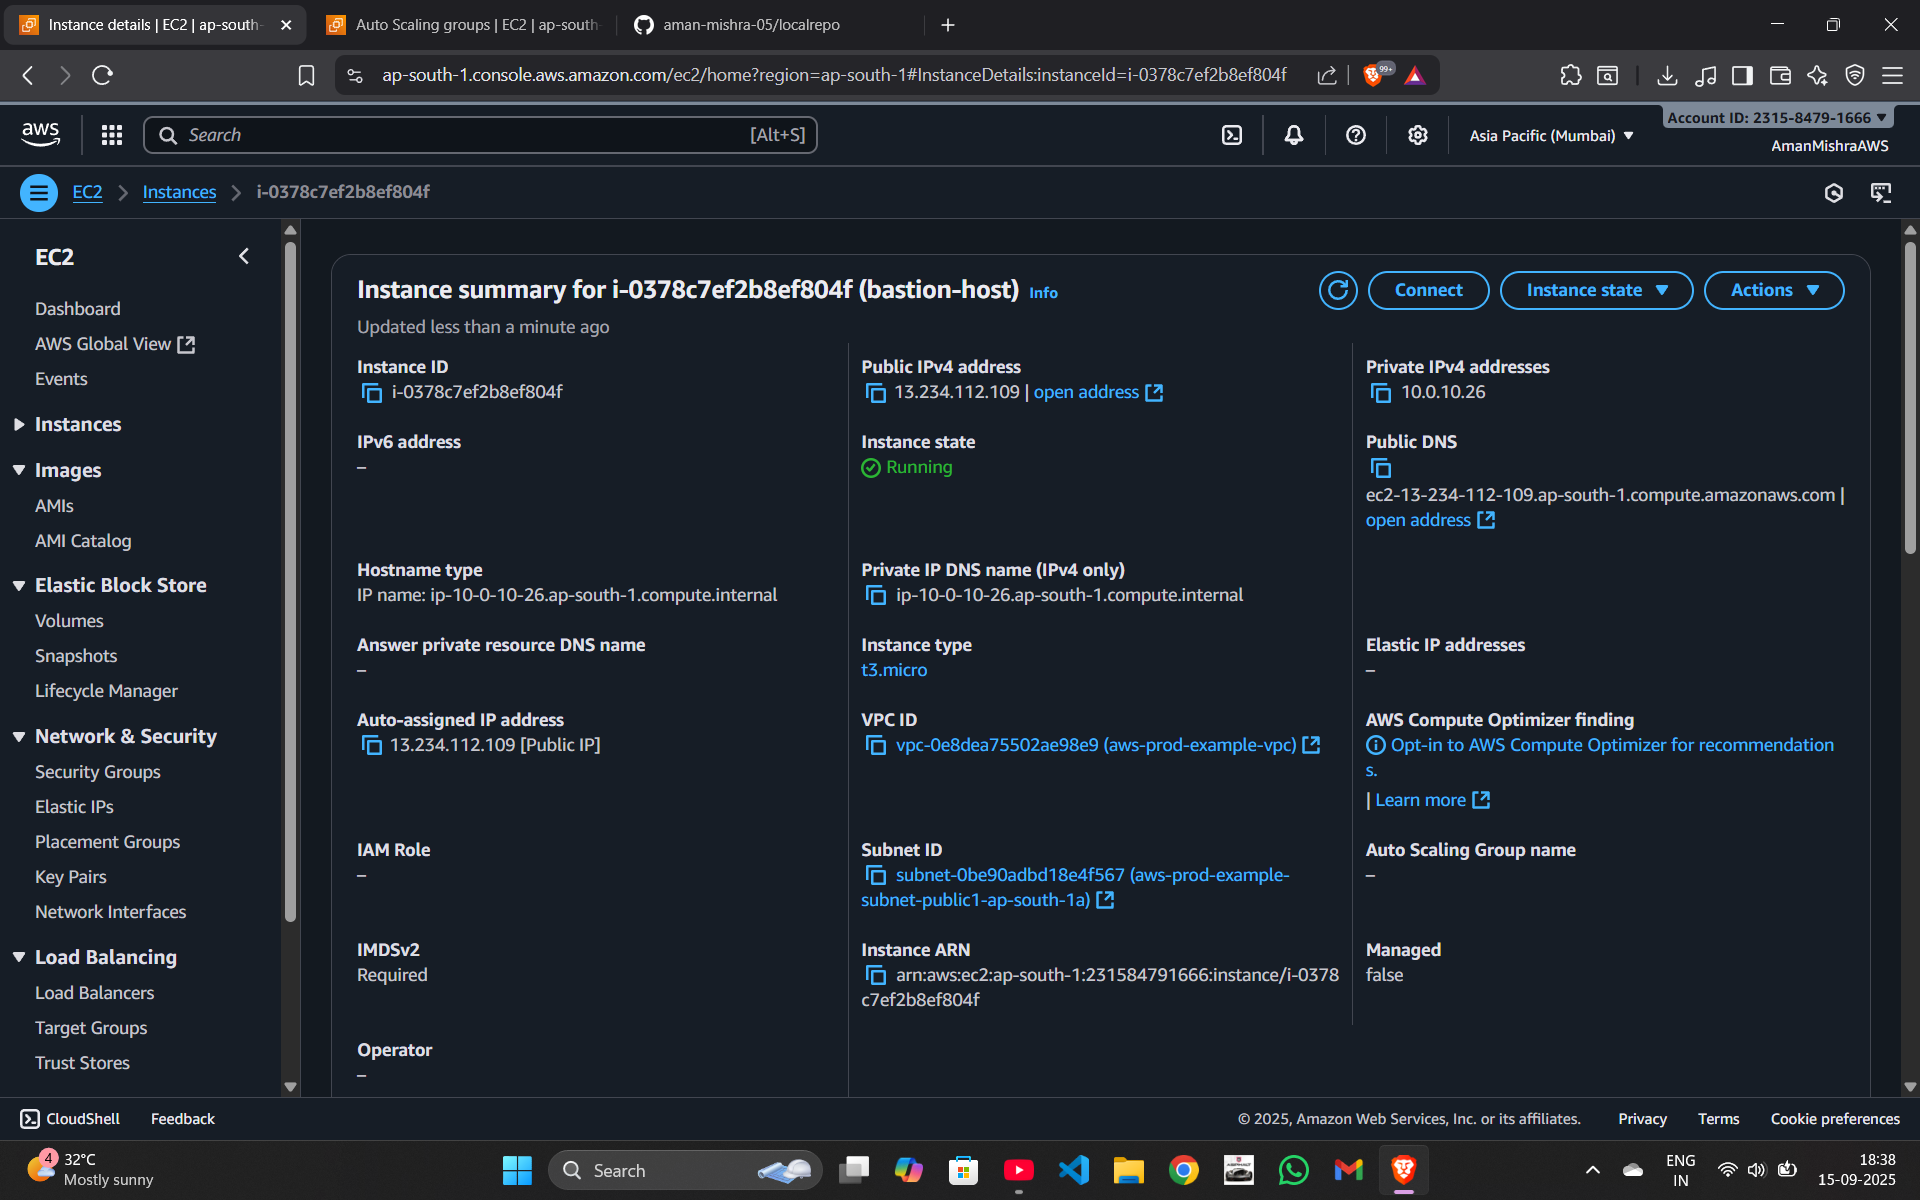 Instance details | EC2 | ap-south-
Auto Scaling groups | EC2 | ap-south
aman-mishra-05/localrepo
ap-south-1.console.aws.amazon.com/ec2/home?region=ap-south-1#InstanceDetails:instanceId=i-0378c7ef2b8ef804f
99+
aws
Search
[Alt+S]
Asia Pacific (Mumbai)
Account ID: 2315-8479-1666
AmanMishraAWS
EC2
Instances
i-0378c7ef2b8ef804f
EC2
Dashboard
AWS Global View
Events
Instances
Images
AMIs
AMI Catalog
Elastic Block Store
Volumes
Snapshots
Lifecycle Manager
Network & Security
Security Groups
Elastic IPs
Placement Groups
Key Pairs
Network Interfaces
Load Balancing
Load Balancers
Target Groups
Trust Stores
Instance summary for i-0378c7ef2b8ef804f (bastion-host) Info
Updated less than a minute ago
Connect
Instance state
Actions
Instance ID
i-0378c7ef2b8ef804f
Public IPv4 address
13.234.112.109 | open address
Private IPv4 addresses
10.0.10.26
IPv6 address
–
Instance state
Running
Public DNS
ec2-13-234-112-109.ap-south-1.compute.amazonaws.com |
open address
Hostname type
IP name: ip-10-0-10-26.ap-south-1.compute.internal
Private IP DNS name (IPv4 only)
ip-10-0-10-26.ap-south-1.compute.internal
Answer private resource DNS name
–
Instance type
t3.micro
Elastic IP addresses
–
Auto-assigned IP address
13.234.112.109 [Public IP]
VPC ID
vpc-0e8dea75502ae98e9 (aws-prod-example-vpc)
AWS Compute Optimizer finding
Opt-in to AWS Compute Optimizer for recommendation
s.
| Learn more
IAM Role
–
Subnet ID
subnet-0be90adbd18e4f567 (aws-prod-example-
subnet-public1-ap-south-1a)
Auto Scaling Group name
–
IMDSv2
Required
Instance ARN
arn:aws:ec2:ap-south-1:231584791666:instance/i-0378
c7ef2b8ef804f
Managed
false
Operator
–
CloudShell
Feedback
© 2025, Amazon Web Services, Inc. or its affiliates.
Privacy
Terms
Cookie preferences
4
32°C
Mostly sunny
Search
ENG
IN
18:38
15-09-2025